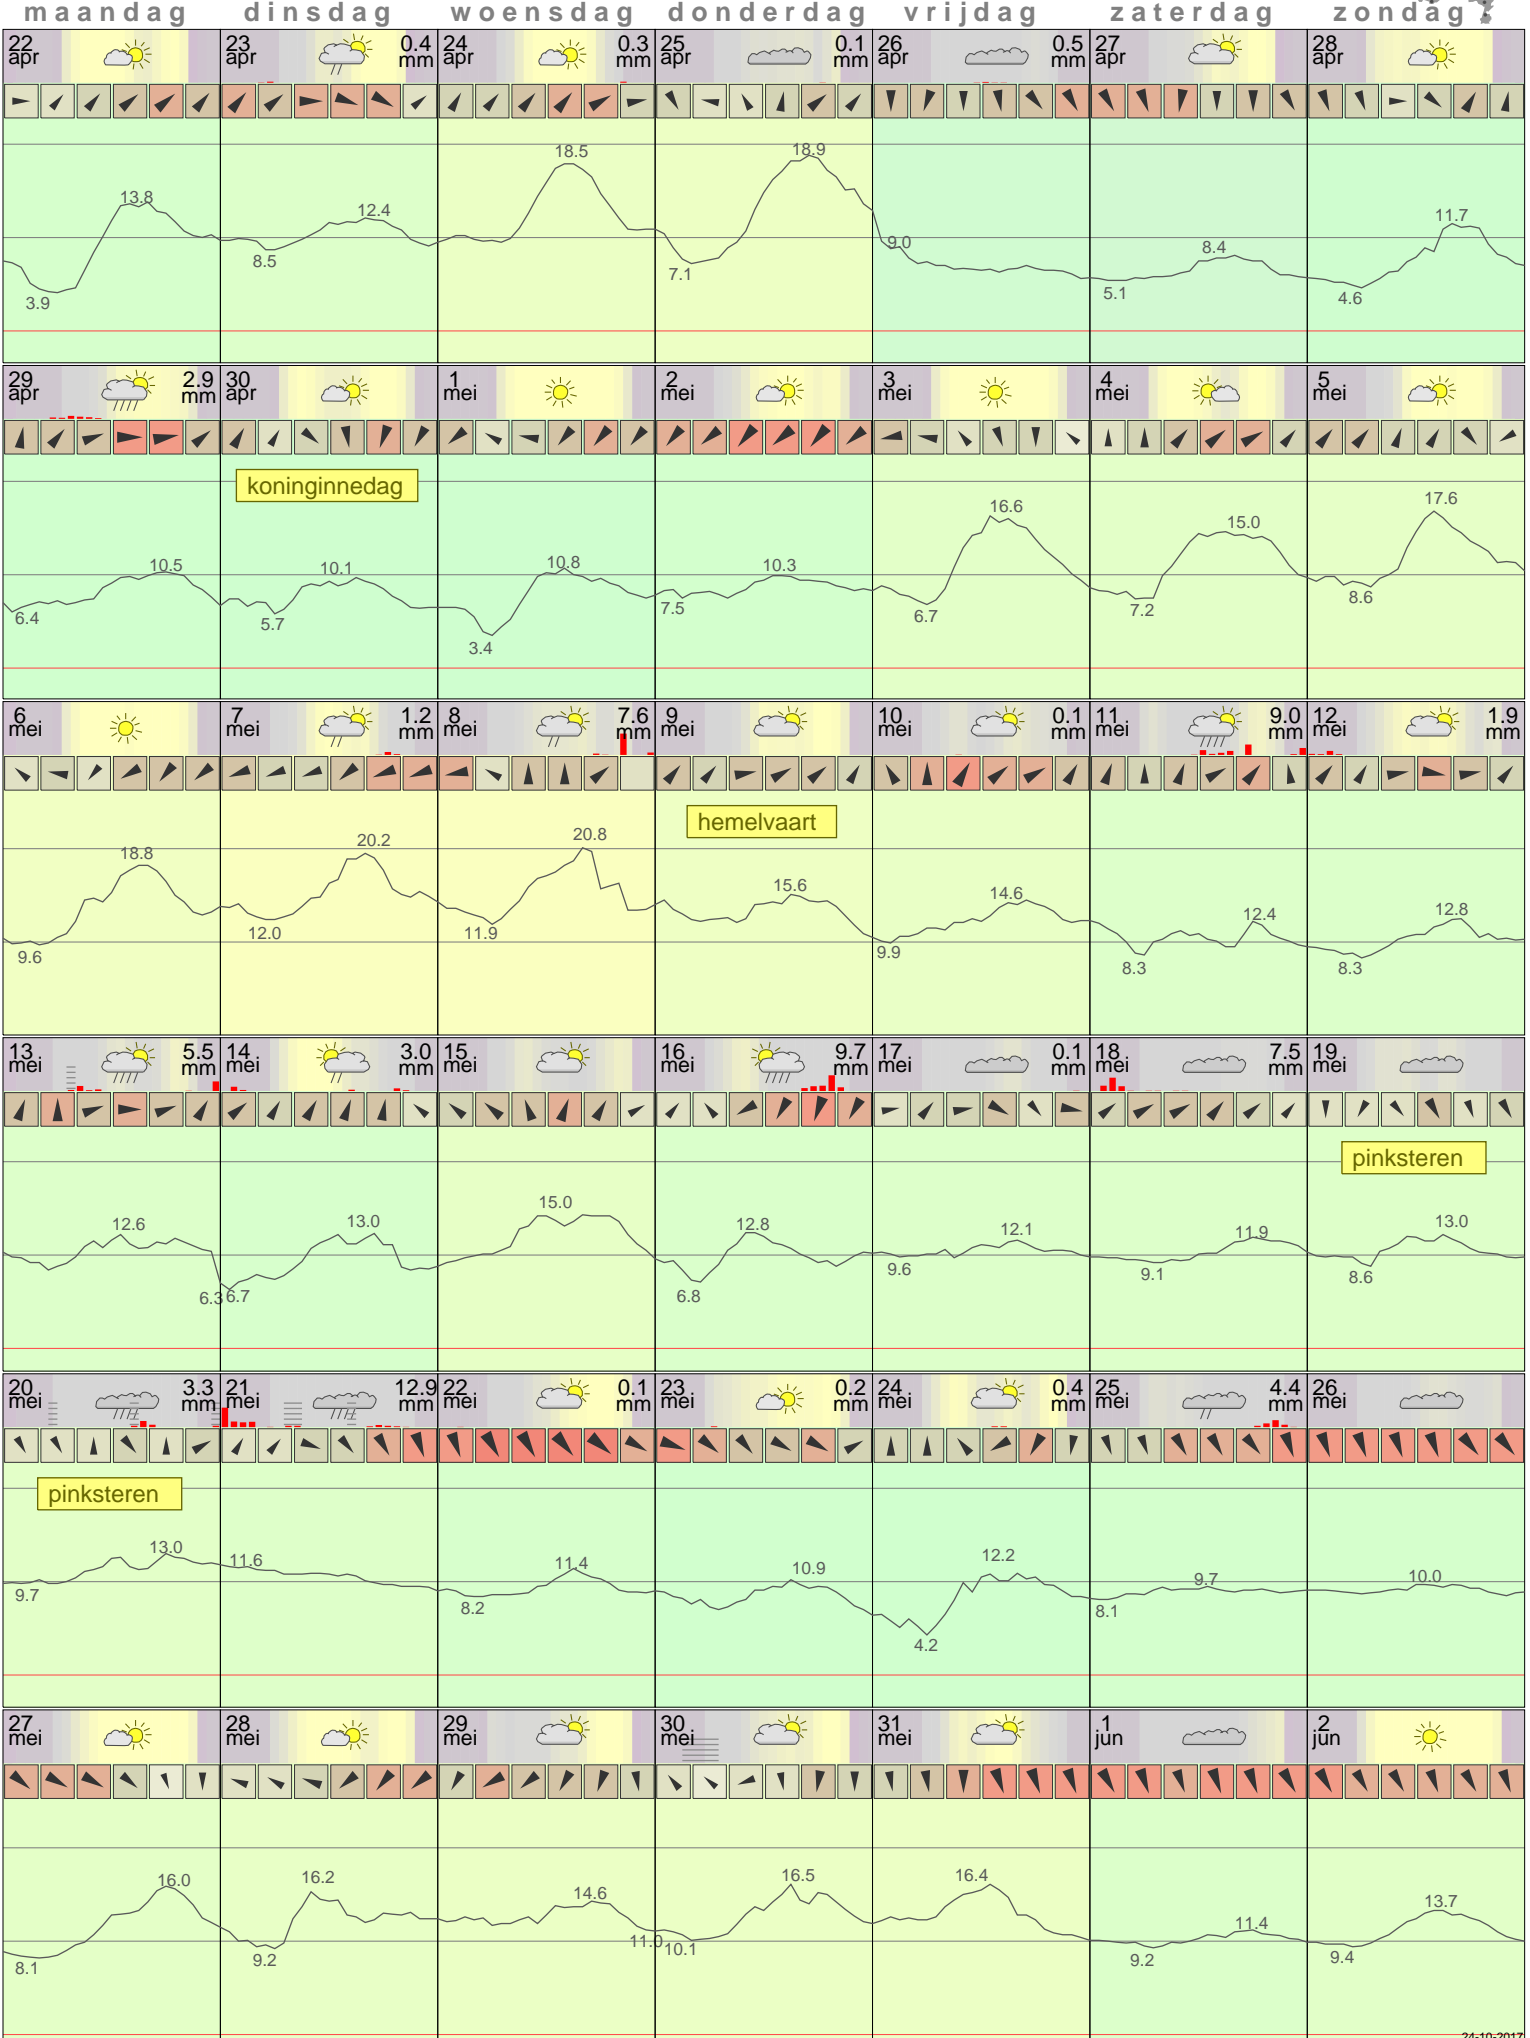 maandag dinsdag woensdag donderdag vrijdag zaterdag zondag
22 apr 23 apr 0.4 mm 24 apr 0.3 mm 25 apr 0.1 mm 26 apr 0.5 mm 27 apr 28 apr
13.8 3.9 12.4 8.5 18.5 18.9 7.1 9.0 8.4 5.1 11.7 4.6
29 apr 2.9 mm 30 apr 1 mei 2 mei 3 mei 4 mei 5 mei
koninginnedag
10.5 6.4 10.1 5.7 10.8 3.4 10.3 7.5 16.6 6.7 15.0 7.2 17.6 8.6
6 mei 7 mei 1.2 mm 8 mei 7.6 mm 9 mei 10 mei 0.1 mm 11 mei 9.0 mm 12 mei 1.9 mm
hemelvaart
18.8 9.6 20.2 12.0 20.8 11.9 15.6 14.6 9.9 12.4 8.3 12.8 8.3
13 mei 5.5 mm 14 mei 3.0 mm 15 mei 16 mei 9.7 mm 17 mei 0.1 mm 18 mei 7.5 mm 19 mei
pinksteren
12.6 6.3 13.0 6.7 15.0 12.8 6.8 12.1 9.6 11.9 9.1 13.0 8.6
20 mei 3.3 mm 21 mei 12.9 mm 22 mei 0.1 mm 23 mei 0.2 mm 24 mei 0.4 mm 25 mei 4.4 mm 26 mei
pinksteren
13.0 9.7 11.6 11.4 8.2 10.9 12.2 4.2 9.7 8.1 10.0
27 mei 28 mei 29 mei 30 mei 31 mei 1 jun 2 jun
16.0 8.1 16.2 9.2 14.6 11.0 16.5 10.1 16.4 11.4 9.2 13.7 9.4
24-10-2017